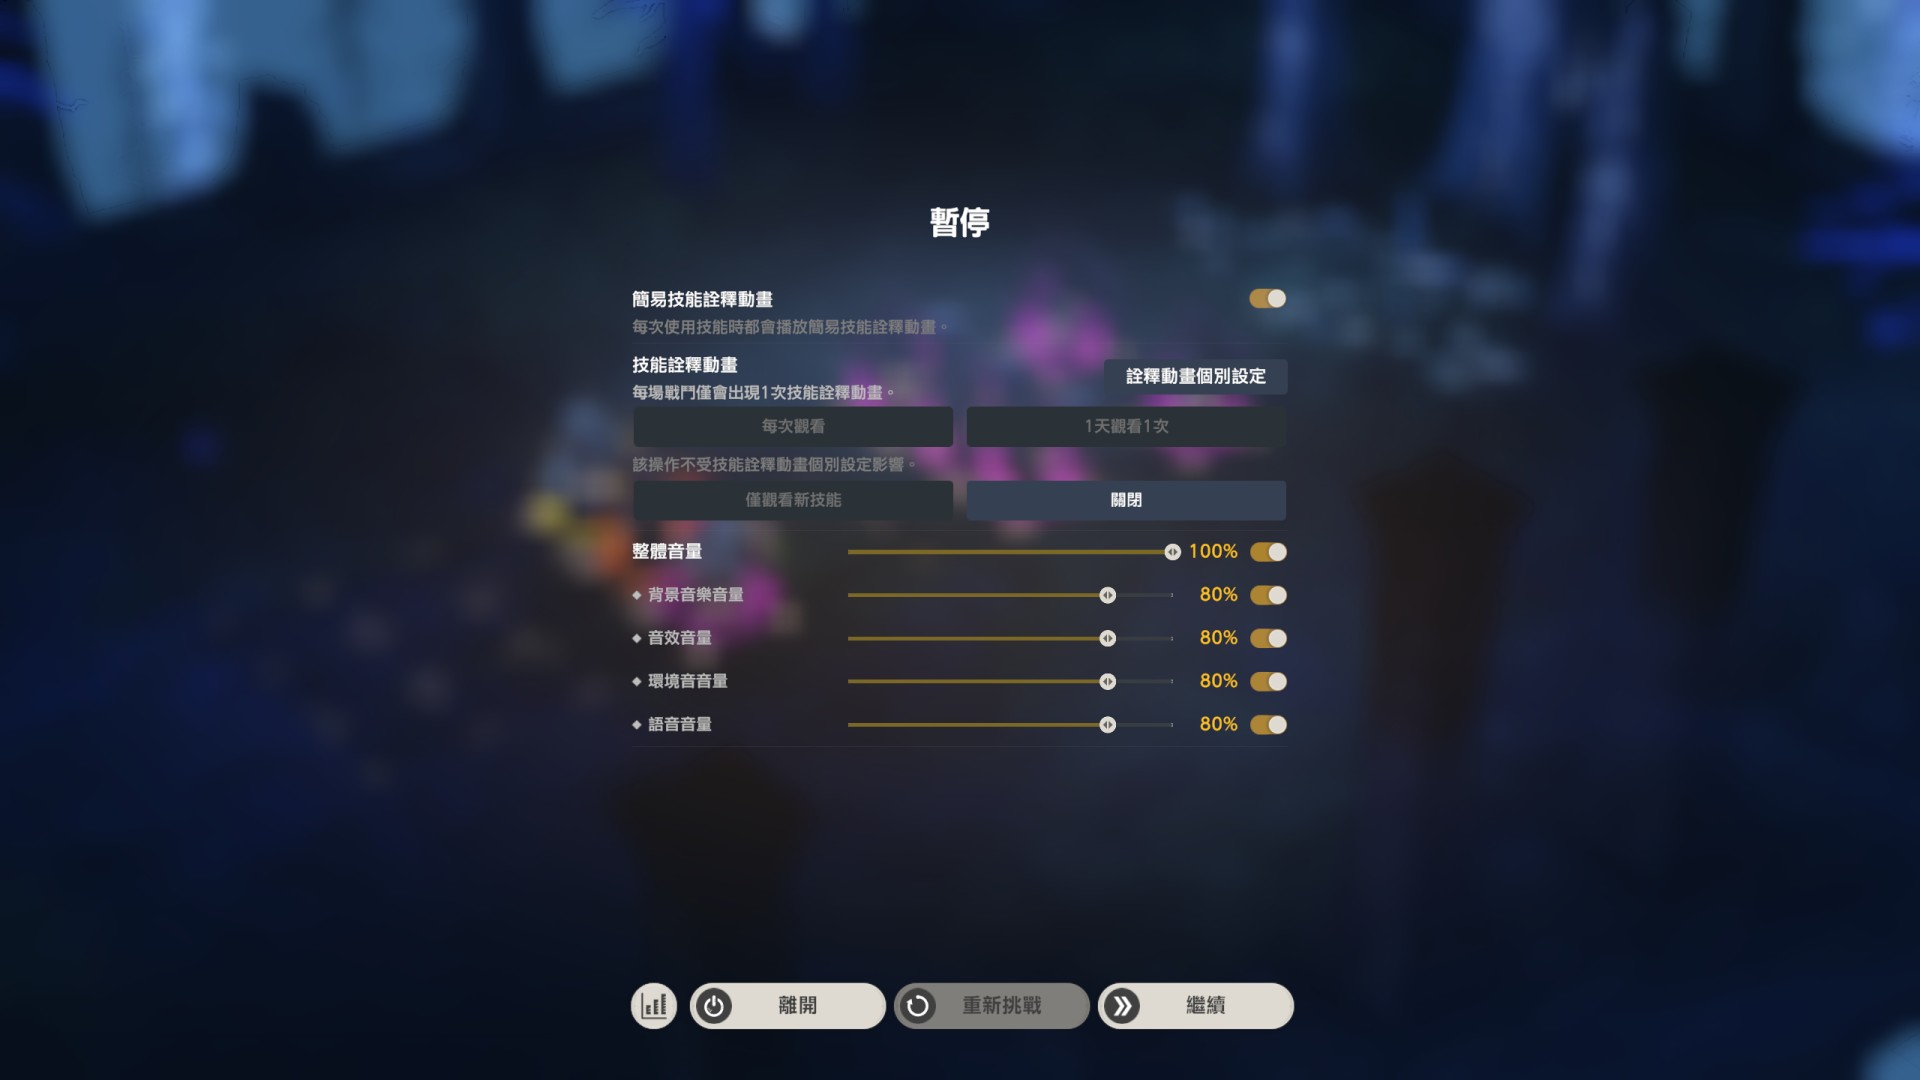 暫停
簡易技能詮釋動畫
每次使用技能時都會播放簡易技能詮釋動畫。
技能詮釋動畫
詮釋動畫個別設定
每場戰鬥僅會出現1次技能詮釋動畫。
每次觀看
1天觀看1次
該操作不受技能詮釋動畫個別設定影響。
僅觀看新技能
關閉
整體音量 100%
◆ 背景音樂音量 80%
◆ 音效音量 80%
◆ 環境音音量 80%
◆ 語音音量 80%
離開
重新挑戰
繼續